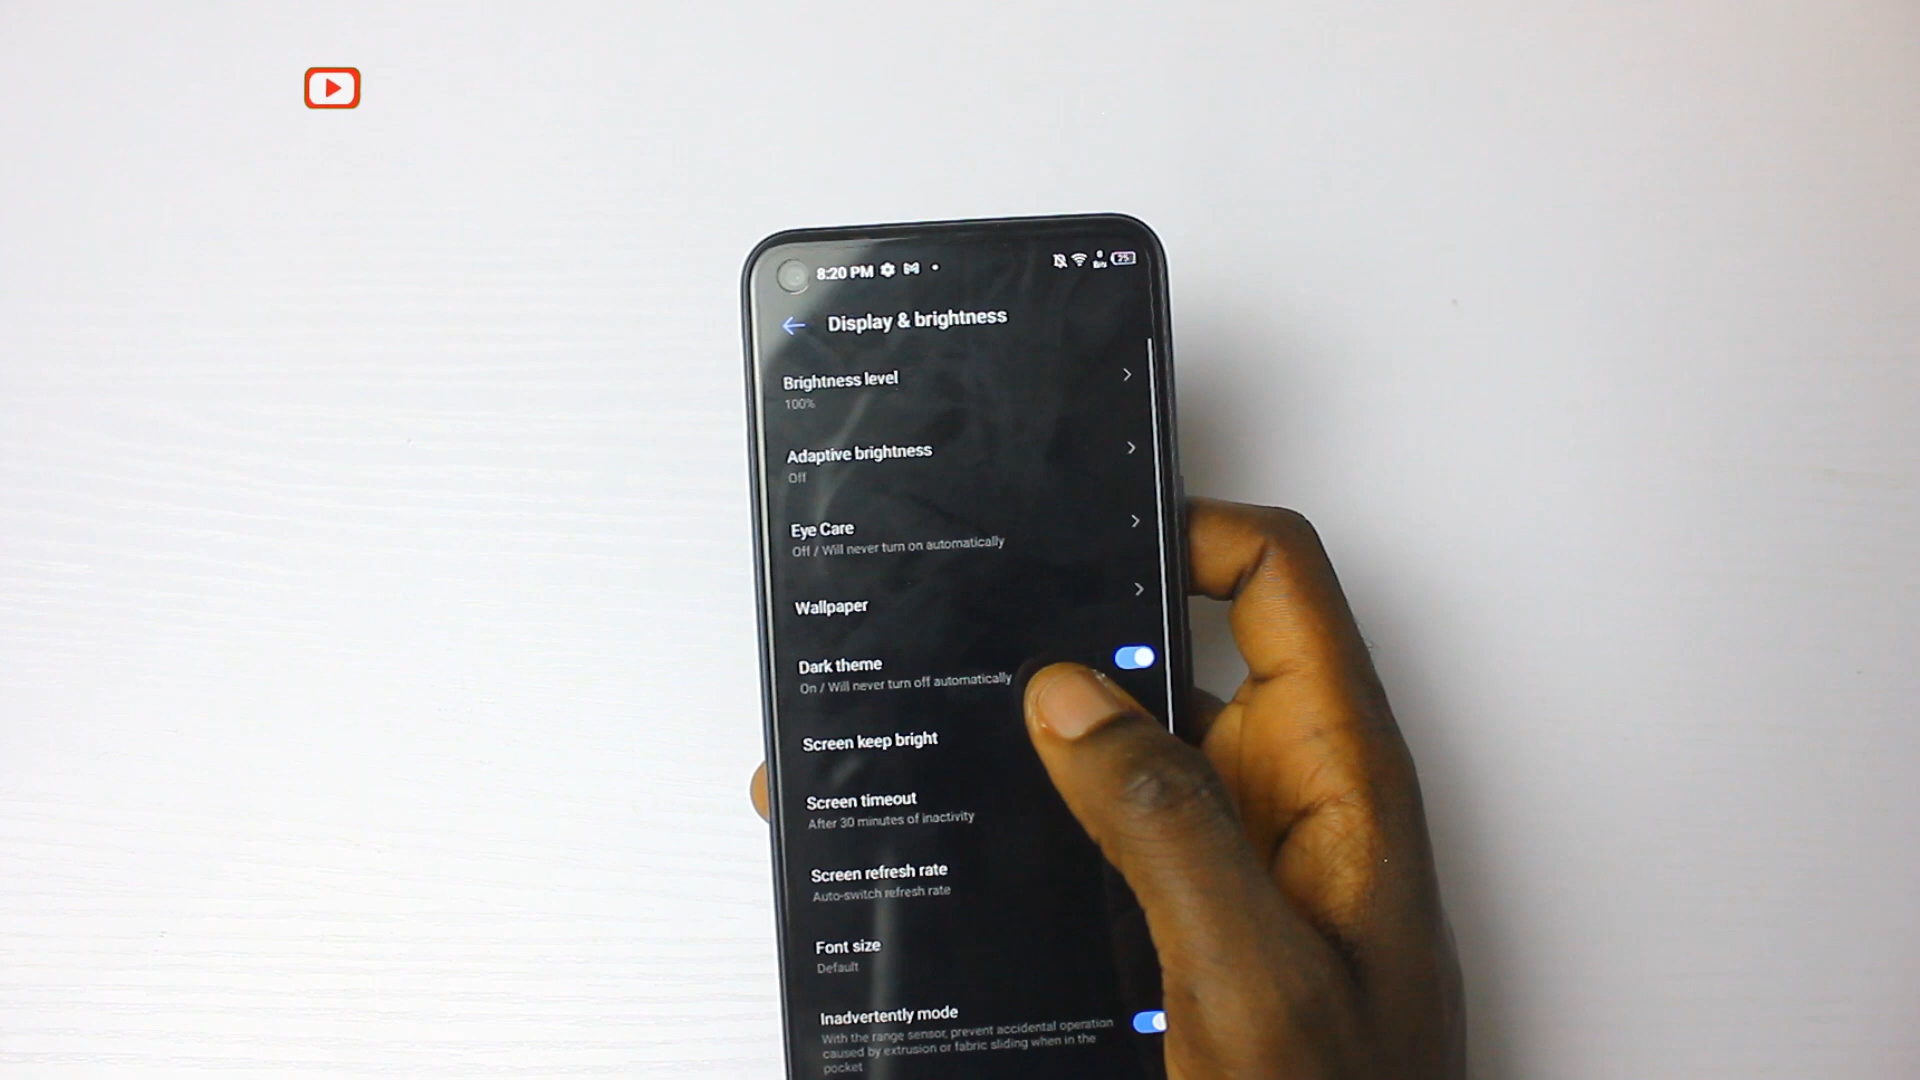 8:20 PM
25
Display & brightness
Brightness level
100%
Adaptive brightness
Off
Eye Care
Off / Will never turn on automatically
Wallpaper
Dark theme
On / Will never turn off automatically
Screen keep bright
Screen timeout
After 30 minutes of inactivity
Screen refresh rate
Auto-switch refresh rate
Font size
Default
Inadvertently mode
With the range sensor, prevent accidental operation
caused by extrusion or fabric sliding when in the
pocket